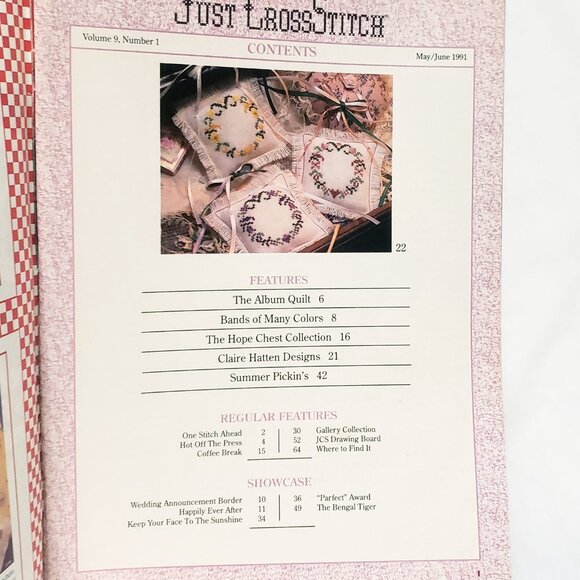 Just CrossStitch
Volume 9, Number 1
CONTENTS
May/June 1991
22
FEATURES
The Album Quilt 6
Bands of Many Colors 8
The Hope Chest Collection 16
Claire Hatten Designs 21
Summer Pickin's 42
REGULAR FEATURES
One Stitch Ahead 2
Hot Off The Press 4
Coffee Break 15
30 Gallery Collection
52 JCS Drawing Board
64 Where to Find It
SHOWCASE
Wedding Announcement Border 10
Happily Ever After 11
Keep Your Face To The Sunshine 34
36 "Parfect" Award
49 The Bengal Tiger